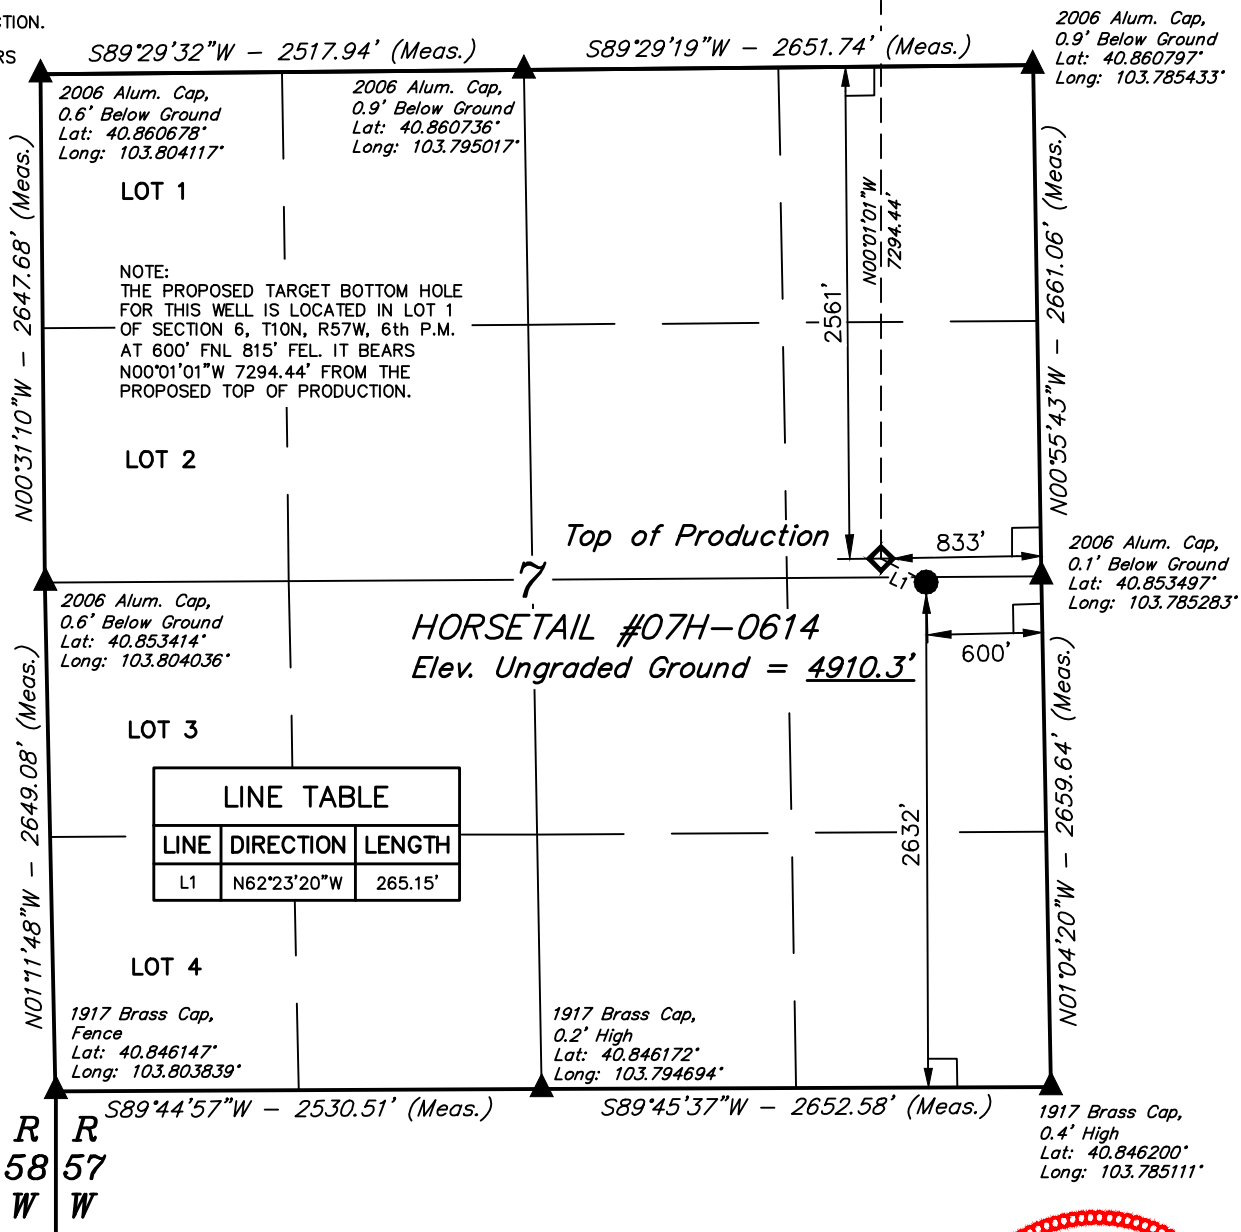 CTION.
RS
S89°29'32"W – 2517.94' (Meas.)
S89°29'19"W – 2651.74' (Meas.)
2006 Alum. Cap,
0.9' Below Ground
Lat: 40.860797°
Long: 103.785433°
2006 Alum. Cap,
0.6' Below Ground
Lat: 40.860678°
Long: 103.804117°
2006 Alum. Cap,
0.9' Below Ground
Lat: 40.860736°
Long: 103.795017°
LOT 1
N00°31'10"W – 2647.68' (Meas.)
NOTE:
THE PROPOSED TARGET BOTTOM HOLE
FOR THIS WELL IS LOCATED IN LOT 1
OF SECTION 6, T10N, R57W, 6th P.M.
AT 600' FNL 815' FEL. IT BEARS
N00°01'01"W 7294.44' FROM THE
PROPOSED TOP OF PRODUCTION.
2561'
N00°01'01"W
7294.44'
N00°55'43"W – 2661.06' (Meas.)
LOT 2
Top of Production
833'
L1
2006 Alum. Cap,
0.1' Below Ground
Lat: 40.853497°
Long: 103.785283°
7
2006 Alum. Cap,
0.6' Below Ground
Lat: 40.853414°
Long: 103.804036°
HORSETAIL #07H–0614
Elev. Ungraded Ground = 4910.3'
600'
LOT 3
N01°11'48"W – 2649.08' (Meas.)
LINE TABLE
LINE DIRECTION LENGTH
L1 N62°23'20"W 265.15'
2632'
N01°04'20"W – 2659.64' (Meas.)
LOT 4
1917 Brass Cap,
Fence
Lat: 40.846147°
Long: 103.803839°
1917 Brass Cap,
0.2' High
Lat: 40.846172°
Long: 103.794694°
S89°44'57"W – 2530.51' (Meas.)
S89°45'37"W – 2652.58' (Meas.)
1917 Brass Cap,
0.4' High
Lat: 40.846200°
Long: 103.785111°
R R
58 57
W W